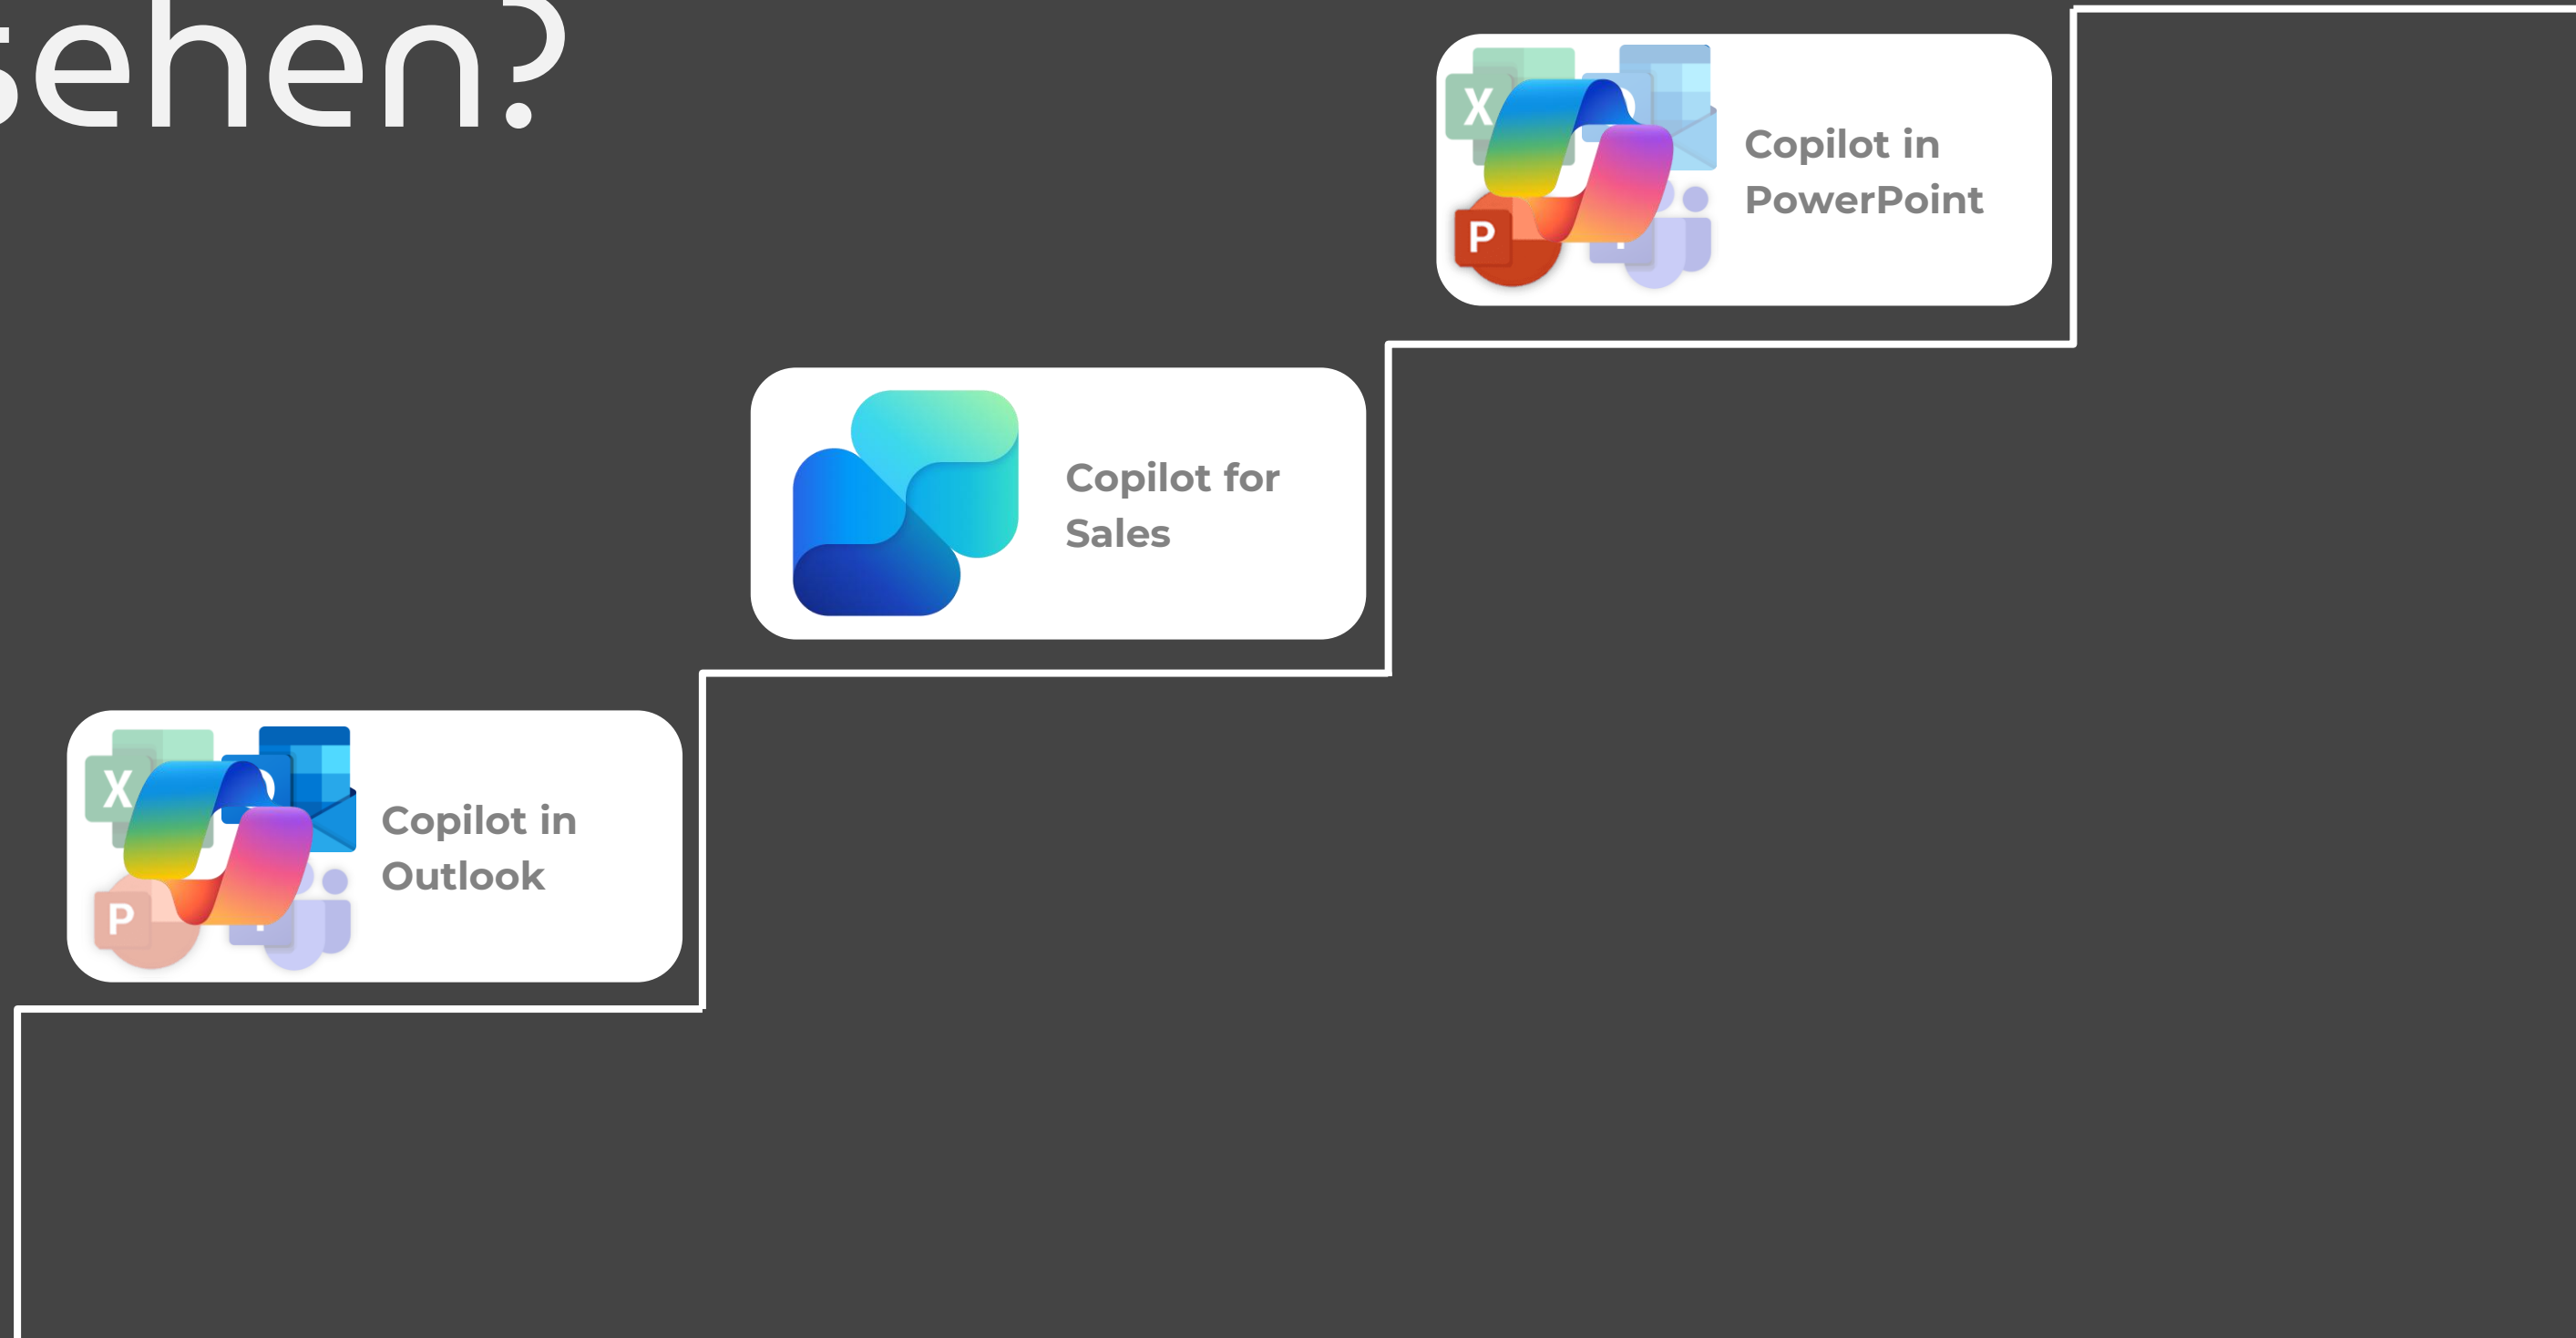 sehen?
Copilot in
PowerPoint
X
P
Copilot for
Sales
Copilot in
Outlook
X
P